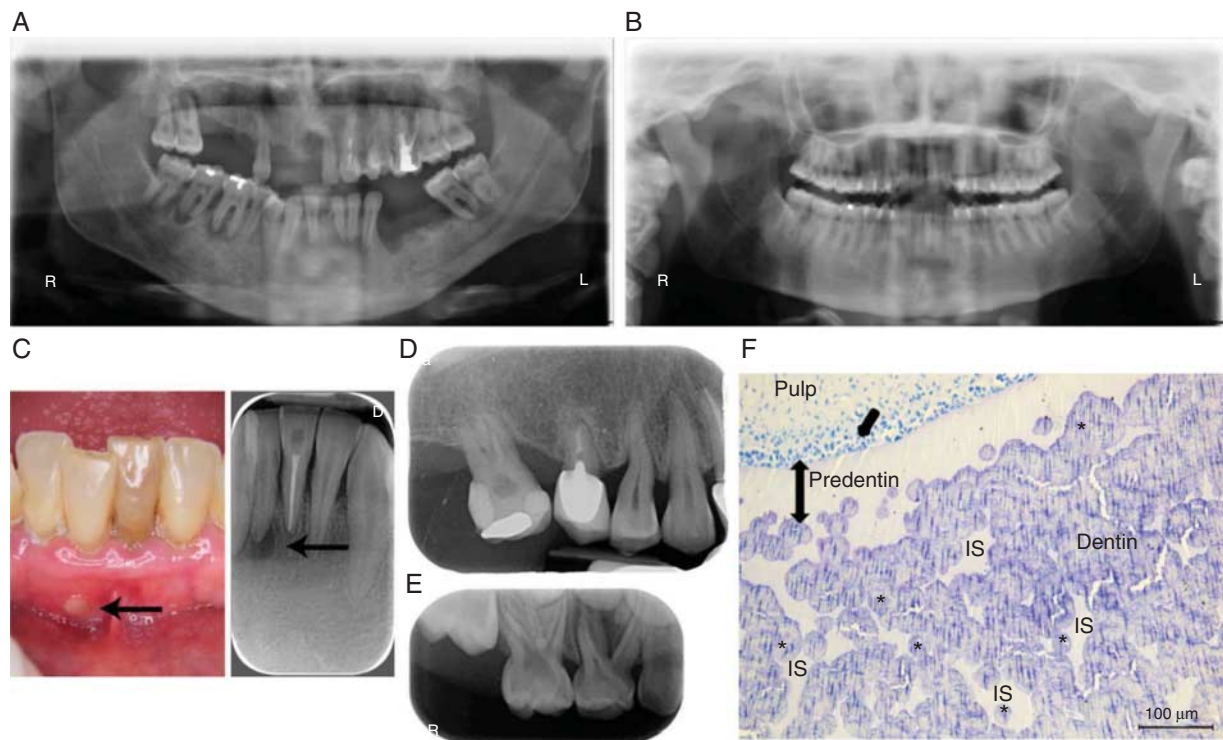 A
B
R
L
R
L
C
D
D
E
R
F
Pulp
Predentin
IS
Dentin
*
*
IS
*
*
*
IS
IS
*
100 μm